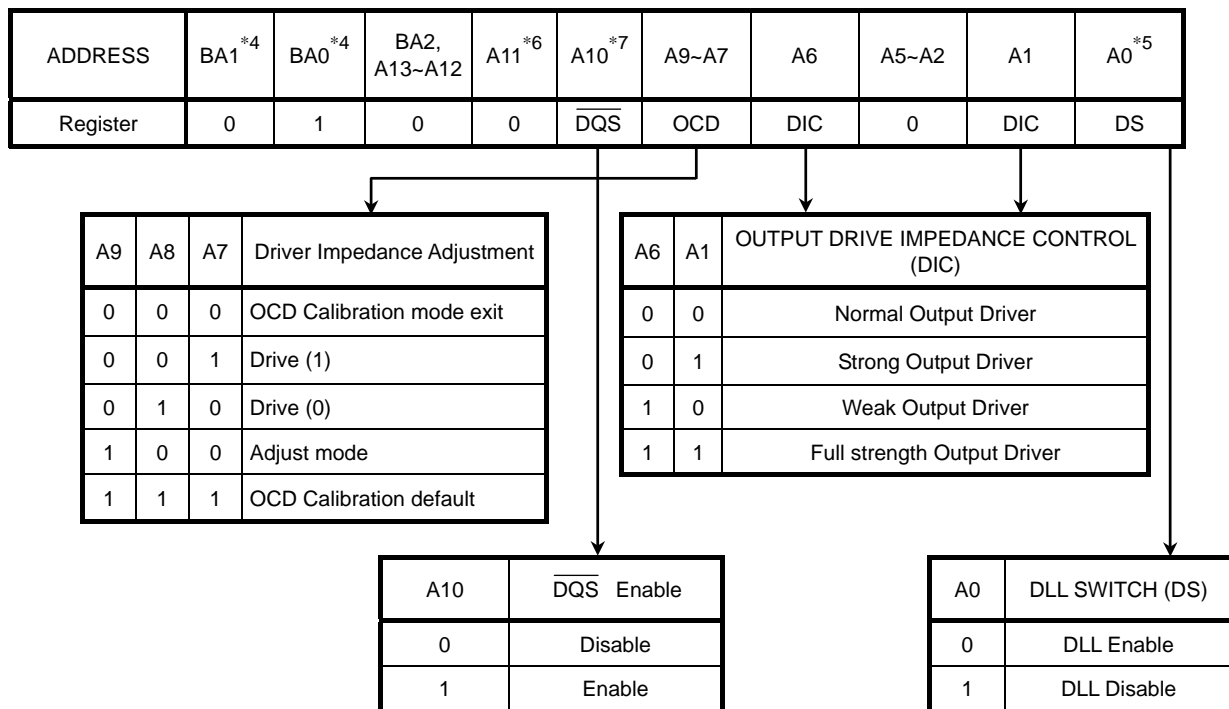 ADDRESS BA1*4 BA0*4 BA2, A13~A12 A11*6 A10*7 A9~A7 A6 A5~A2 A1 A0*5
Register 0 1 0 0 D̅Q̅S̅ OCD DIC 0 DIC DS
A9 A8 A7 Driver Impedance Adjustment
0 0 0 OCD Calibration mode exit
0 0 1 Drive (1)
0 1 0 Drive (0)
1 0 0 Adjust mode
1 1 1 OCD Calibration default
A6 A1 OUTPUT DRIVE IMPEDANCE CONTROL
(DIC)
0 0 Normal Output Driver
0 1 Strong Output Driver
1 0 Weak Output Driver
1 1 Full strength Output Driver
A10 D̅Q̅S̅ Enable
0 Disable
1 Enable
A0 DLL SWITCH (DS)
0 DLL Enable
1 DLL Disable